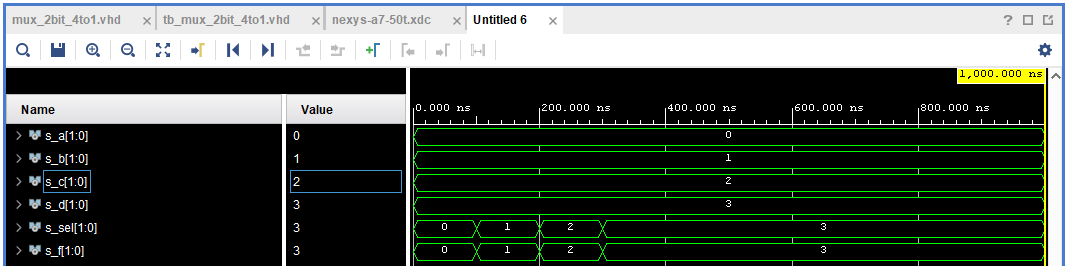 mux_2bit_4to1.vhd × tb_mux_2bit_4to1.vhd × nexys-a7-50t.xdc × Untitled 6 × ?
1,000.000 ns
Name Value 0.000 ns 200.000 ns 400.000 ns 600.000 ns 800.000 ns
s_a[1:0] 0 0
s_b[1:0] 1 1
s_c[1:0] 2 2
s_d[1:0] 3 3
s_sel[1:0] 3 0 1 2 3
s_f[1:0] 3 0 1 2 3